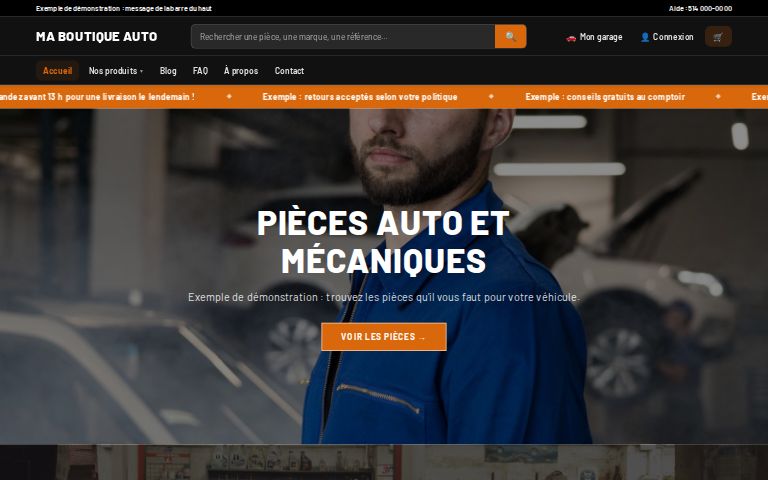 Exemple de démonstration : message de la barre du haut
Aide : 514 000-0000
MA BOUTIQUE AUTO
Rechercher une pièce, une marque, une référence...
Mon garage
Connexion
Accueil
Nos produits
Blog
FAQ
À propos
Contact
avant 13 h pour une livraison le lendemain !
Exemple : retours acceptés selon votre politique
Exemple : conseils gratuits au comptoir
PIÈCES AUTO ET
MÉCANIQUES
Exemple de démonstration : trouvez les pièces qu'il vous faut pour votre véhicule.
VOIR LES PIÈCES →